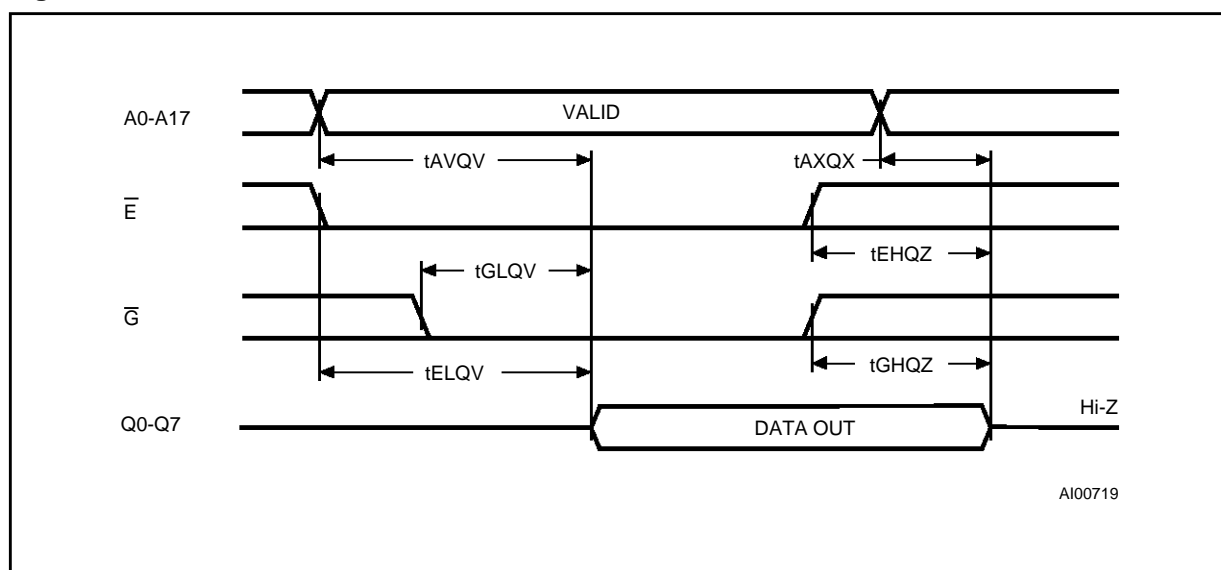 A0-A17
VALID
tAVQV
tAXQX
E
tEHQZ
tGLQV
G
tGHQZ
tELQV
Hi-Z
Q0-Q7
DATA OUT
AI00719